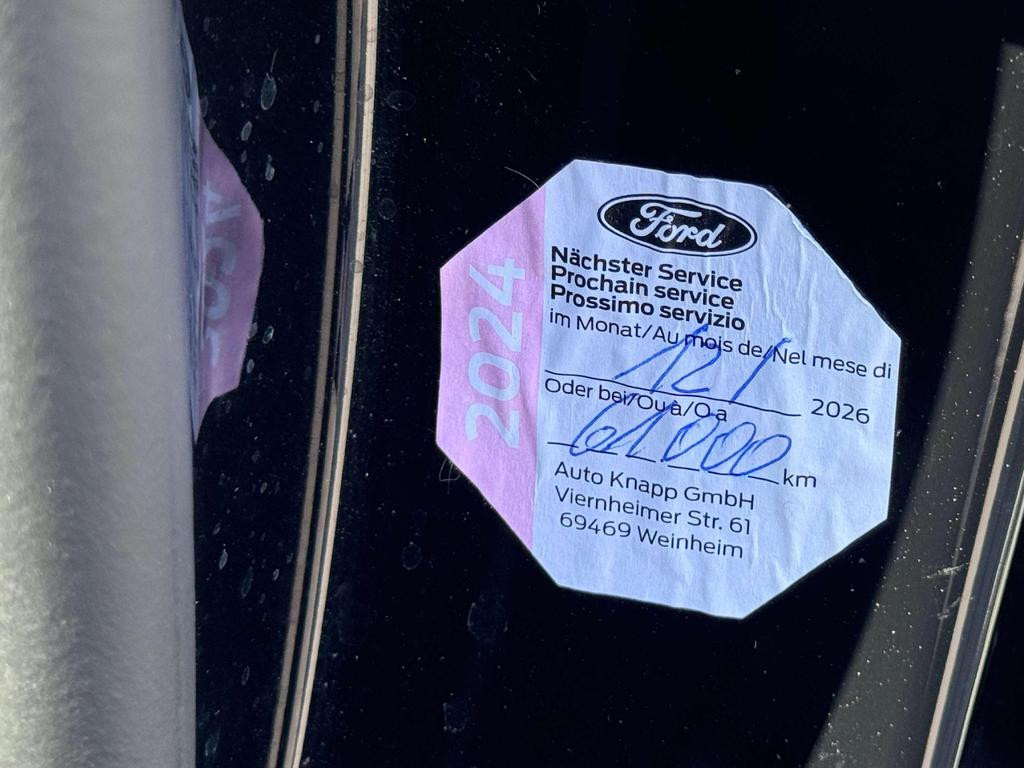 Ford
2024
Nächster Service
Prochain service
Prossimo servizio
im Monat/Au mois de/Nel mese di
12/ 2026
Oder bei/Ou à/O a
61 000 km
Auto Knapp GmbH
Viernheimer Str. 61
69469 Weinheim